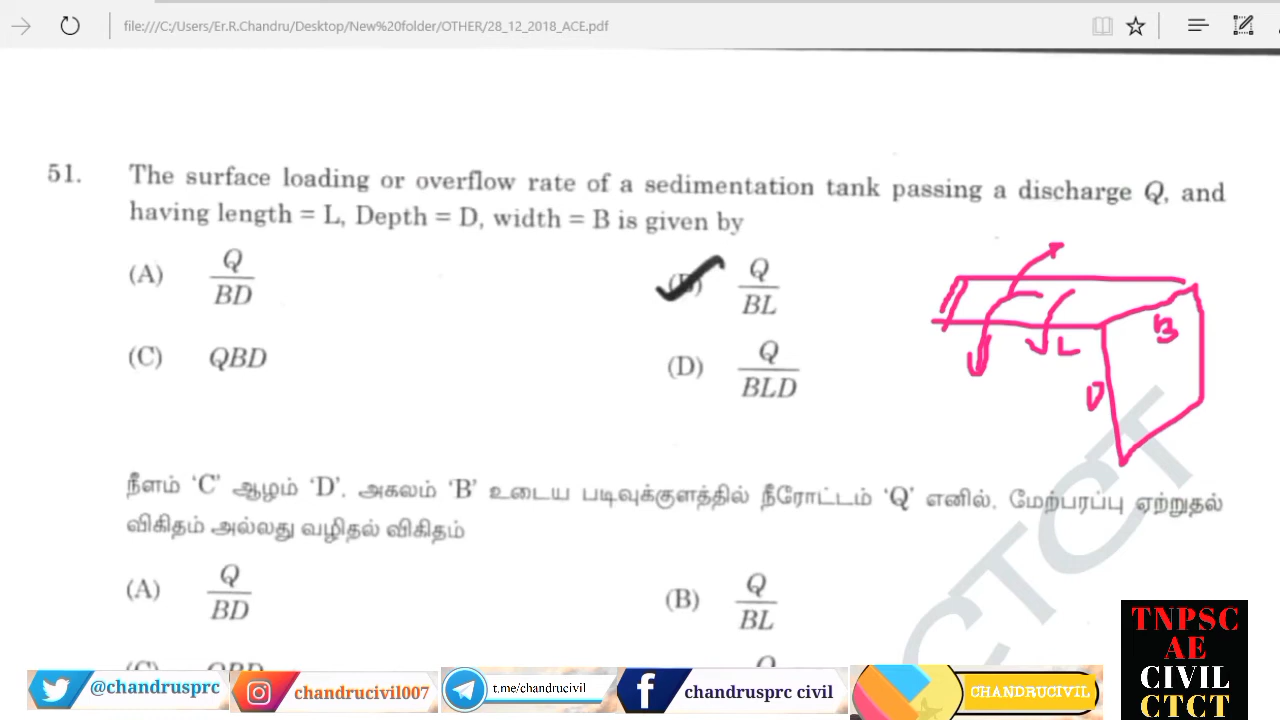 file:///C:/Users/Er.R.Chandru/Desktop/New%20folder/OTHER/28_12_2018_ACE.pdf
51. The surface loading or overflow rate of a sedimentation tank passing a discharge Q, and
having length = L, Depth = D, width = B is given by
(A) Q/BD (B) Q/BL
(C) QBD (D) Q/BLD
B
L
D
நீளம் ‘C’ ஆழம் ‘D’, அகலம் ‘B’ உடைய படிவுக்குளத்தில் நீரோட்டம் ‘Q’ எனில், மேற்பரப்பு ஏற்றுதல்
விகிதம் அல்லது வழிதல் விகிதம்
(A) Q/BD (B) Q/BL
(C) QBD Q
CTCT
TNPSC
AE
CIVIL
CTCT
@chandrusprc
chandrucivil007
t.me/chandrucivil
chandrusprc civil
CHANDRUCIVIL